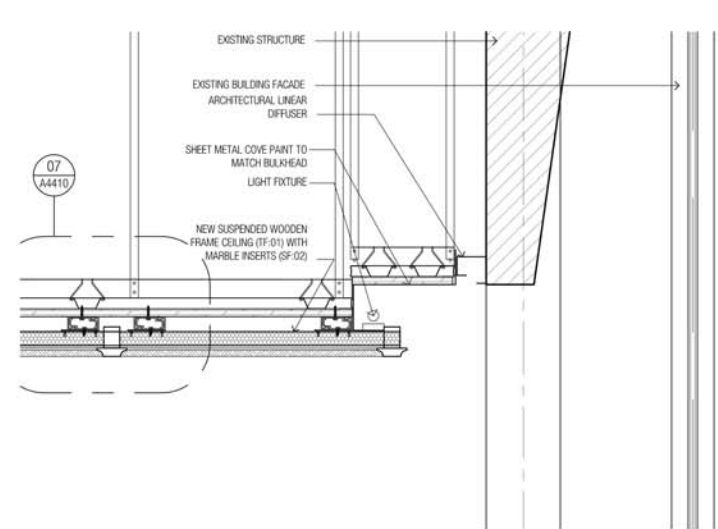 EXISTING STRUCTURE
EXISTING BUILDING FACADE
ARCHITECTURAL LINEAR
DIFFUSER
SHEET METAL COVE PAINT TO
MATCH BULKHEAD
LIGHT FIXTURE
07
A4410
NEW SUSPENDED WOODEN
FRAME CEILING (TF:01) WITH
MARBLE INSERTS (SF:02)